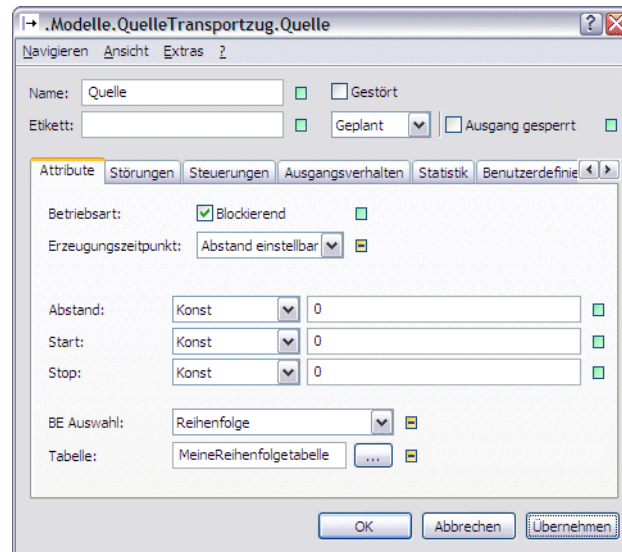 .Modelle.QuelleTransportzug.Quelle
Navigieren Ansicht Extras ?
Name: Quelle Gestört
Etikett: Geplant Ausgang gesperrt
Attribute Störungen Steuerungen Ausgangsverhalten Statistik Benutzerdefinie
Betriebsart: Blockierend
Erzeugungszeitpunkt: Abstand einstellbar
Abstand: Konst 0
Start: Konst 0
Stop: Konst 0
BE Auswahl: Reihenfolge
Tabelle: MeineReihenfolgetabelle ...
OK Abbrechen Übernehmen